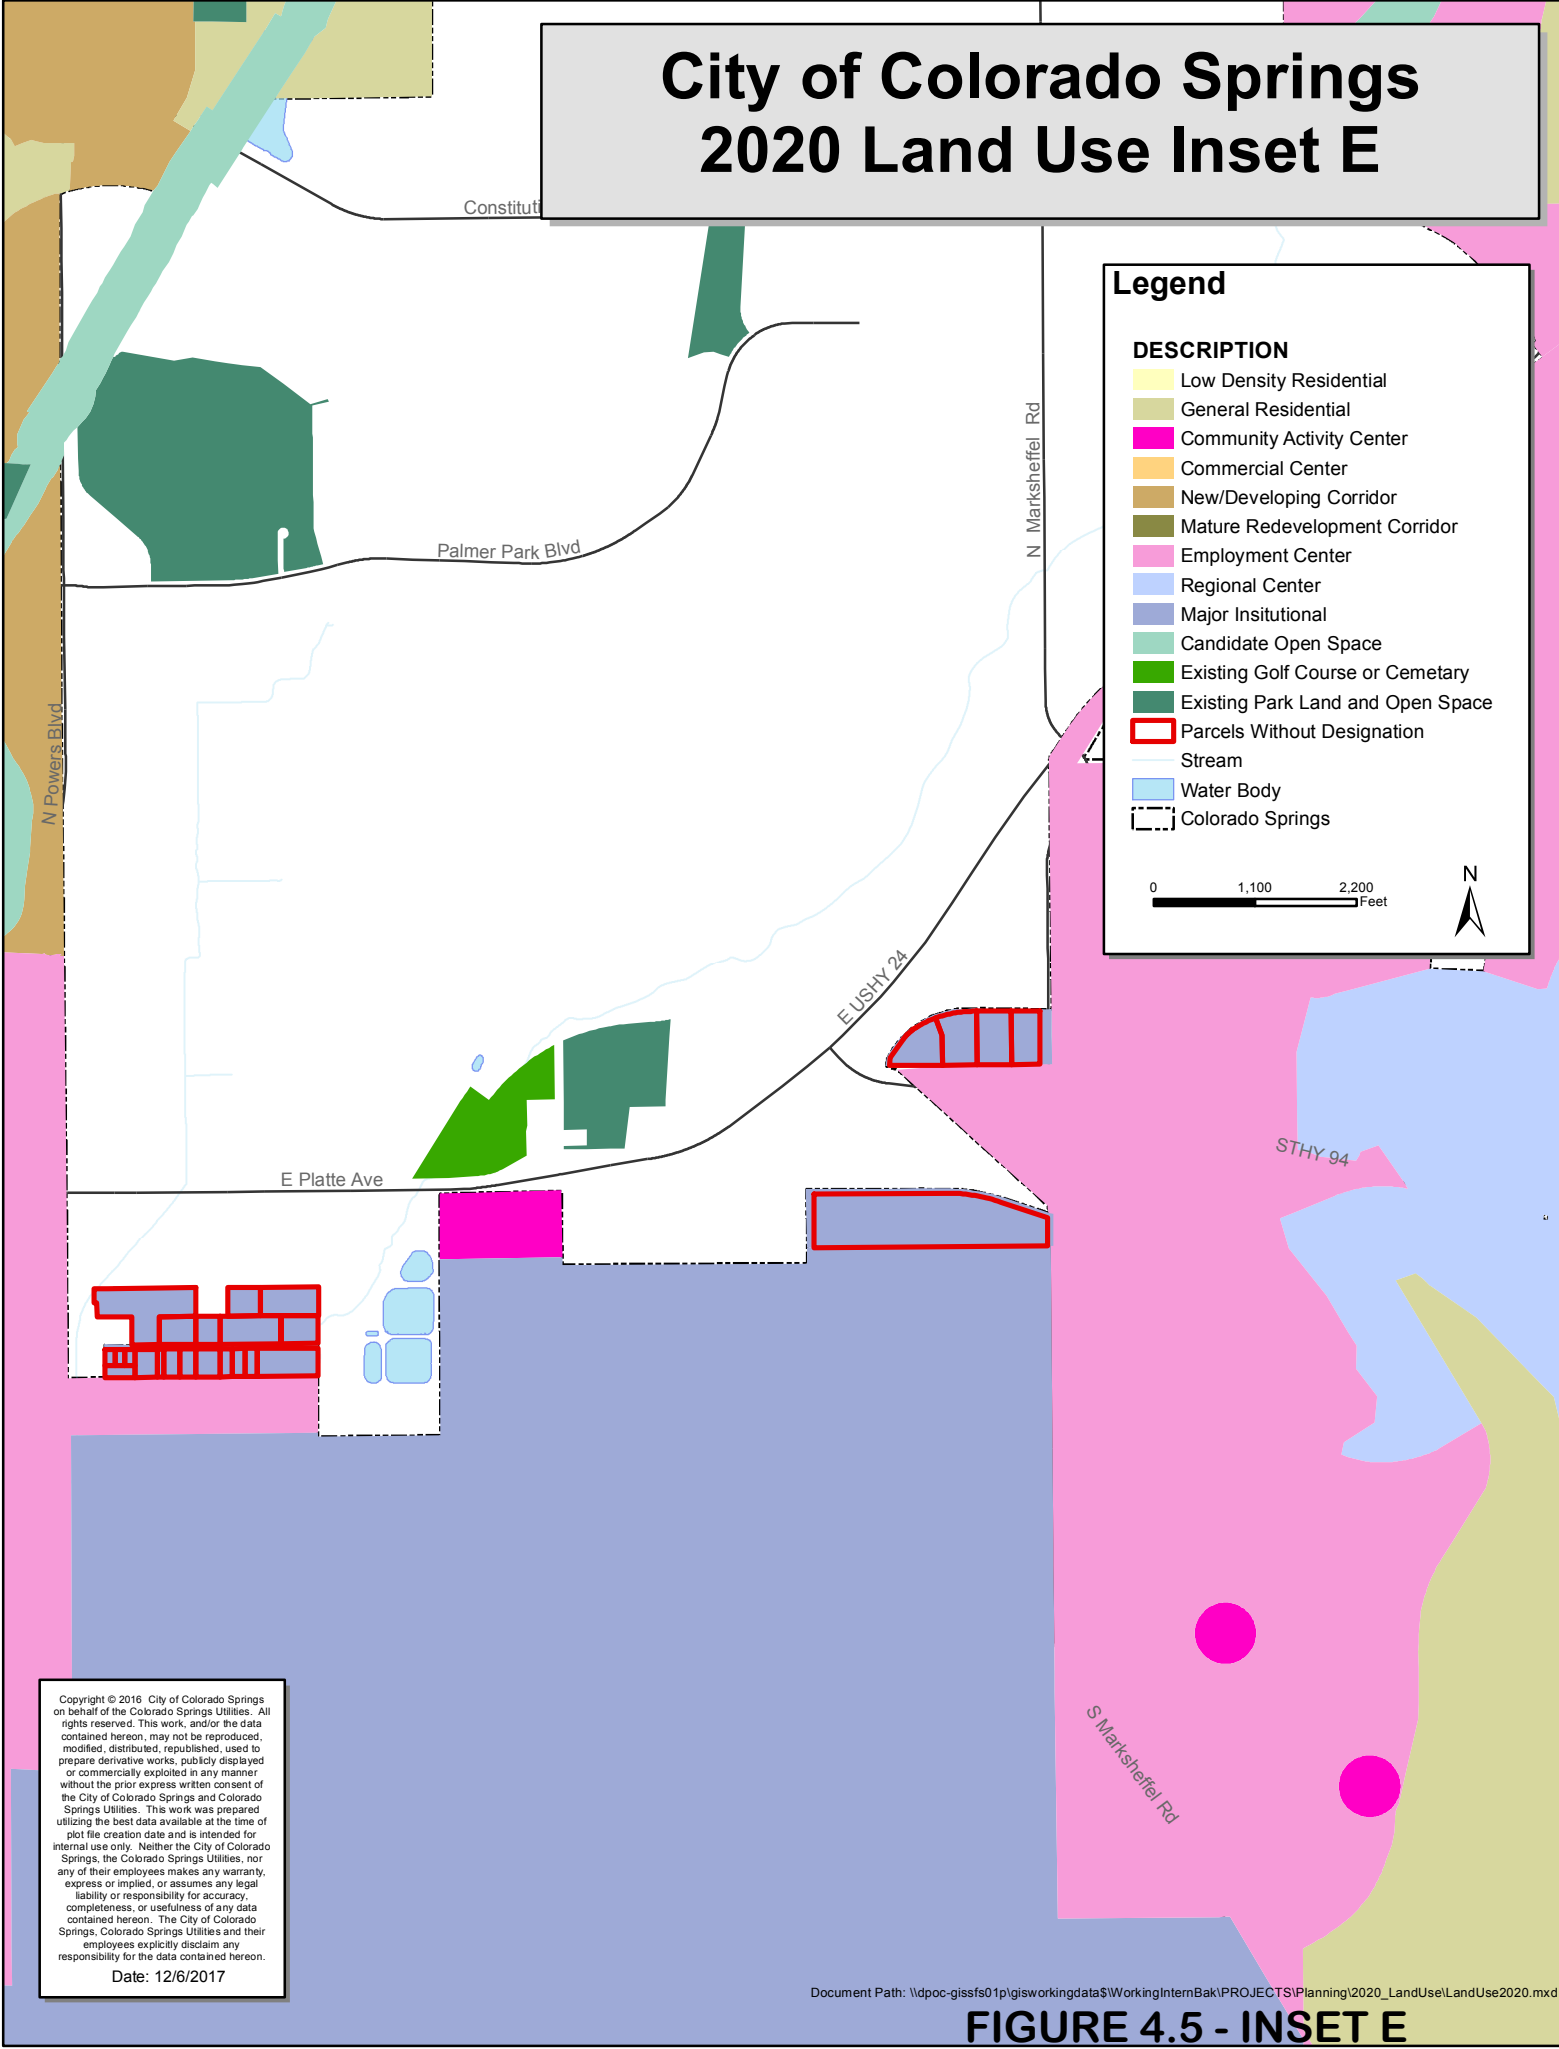 City of Colorado Springs
2020 Land Use Inset E
Constituti
Legend
DESCRIPTION
Low Density Residential
General Residential
Community Activity Center
Commercial Center
New/Developing Corridor
Mature Redevelopment Corridor
Employment Center
Regional Center
Major Insitutional
Candidate Open Space
Existing Golf Course or Cemetary
Existing Park Land and Open Space
Parcels Without Designation
Stream
Water Body
Colorado Springs
0 1,100 2,200
Feet
N
N Marksheffel Rd
Palmer Park Blvd
N Powers Blvd
E USHY 24
STHY 94
E Platte Ave
S Marksheffel Rd
Copyright © 2016 City of Colorado Springs
on behalf of the Colorado Springs Utilities. All
rights reserved. This work, and/or the data
contained hereon, may not be reproduced,
modified, distributed, republished, used to
prepare derivative works, publicly displayed
or commercially exploited in any manner
without the prior express written consent of
the City of Colorado Springs and Colorado
Springs Utilities. This work was prepared
utilizing the best data available at the time of
plot file creation date and is intended for
internal use only. Neither the City of Colorado
Springs, the Colorado Springs Utilities, nor
any of their employees makes any warranty,
express or implied, or assumes any legal
liability or responsibility for accuracy,
completeness, or usefulness of any data
contained hereon. The City of Colorado
Springs, Colorado Springs Utilities and their
employees explicitly disclaim any
responsibility for the data contained hereon.
Date: 12/6/2017
Document Path: \\dpoc-gissfs01p\gisworkingdata$\WorkingInternBak\PROJECTS\Planning\2020_LandUse\LandUse2020.mxd
FIGURE 4.5 - INSET E